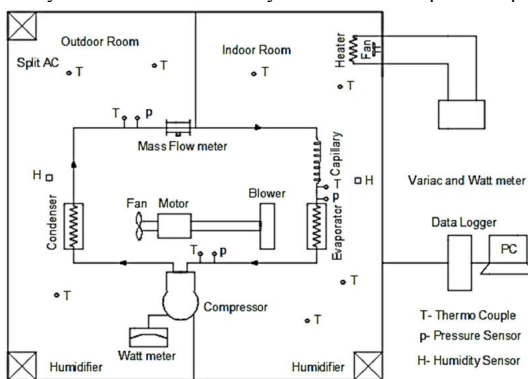 Outdoor Room
Indoor Room
Split AC
Heater
Fan
T
T
T
T
T p
Mass Flow meter
Capillary
T
p
H
H
Variac and Watt meter
Condenser
Fan Motor Blower
Evaporator
Data Logger
PC
T p
T
T
T
Compressor
T- Thermo Couple
p- Pressure Sensor
H- Humidity Sensor
Watt meter
Humidifier
Humidifier